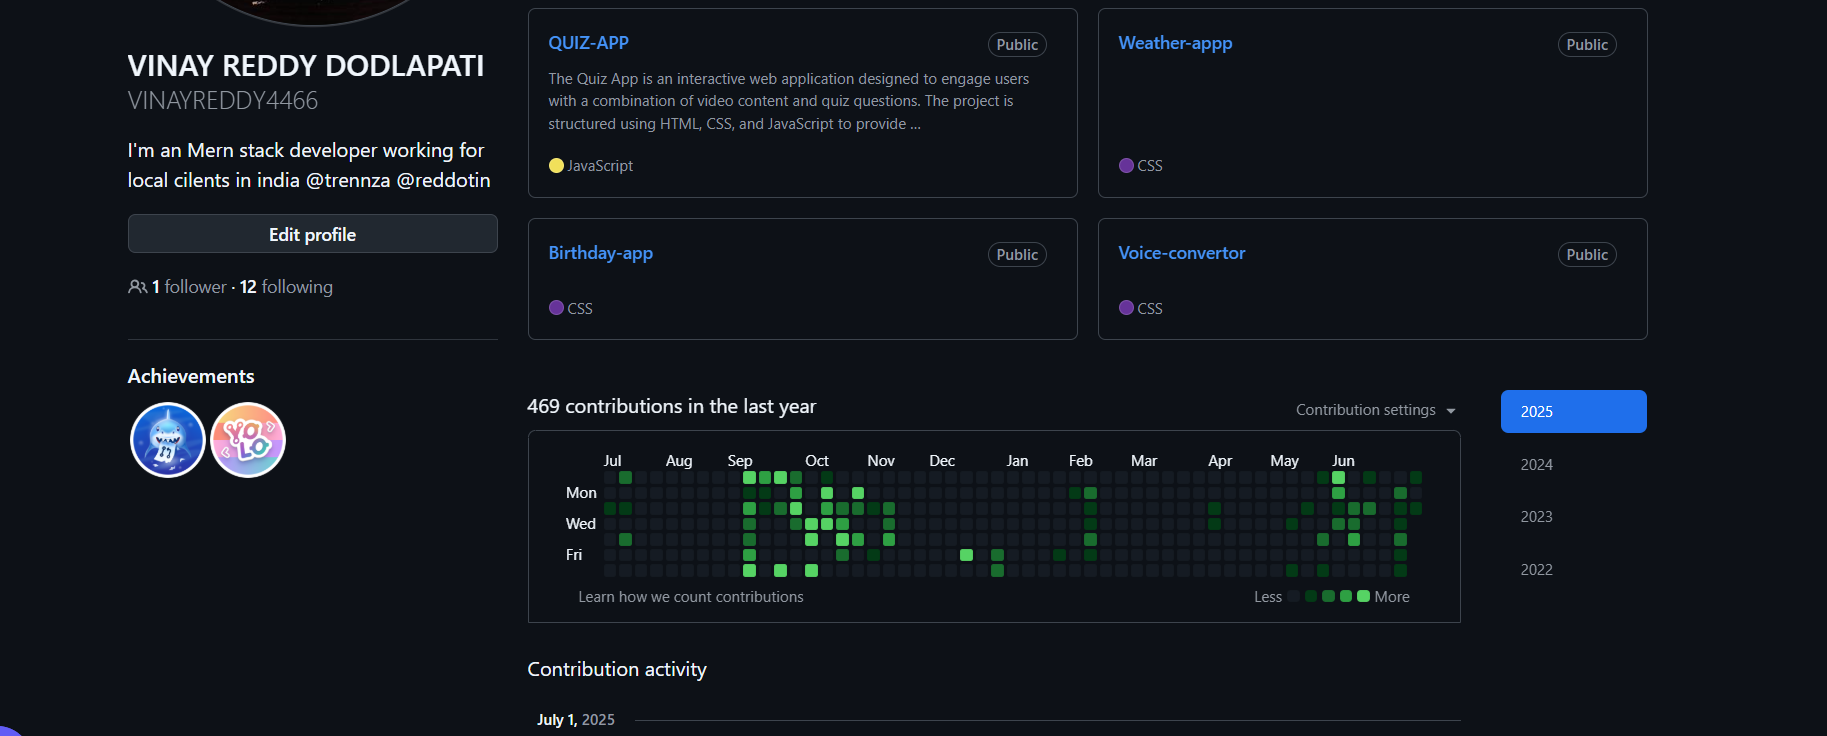 VINAY REDDY DODLAPATI
VINAYREDDY4466
I'm an Mern stack developer working for
local cilents in india @trennza @reddotin
Edit profile
1 follower · 12 following
Achievements
YOLO
QUIZ-APP
Public
The Quiz App is an interactive web application designed to engage users
with a combination of video content and quiz questions. The project is
structured using HTML, CSS, and JavaScript to provide ...
JavaScript
Weather-appp
Public
CSS
Birthday-app
Public
CSS
Voice-convertor
Public
CSS
469 contributions in the last year
Contribution settings
Jul Aug Sep Oct Nov Dec Jan Feb Mar Apr May Jun
Mon
Wed
Fri
Learn how we count contributions
Less More
2025
2024
2023
2022
Contribution activity
July 1, 2025